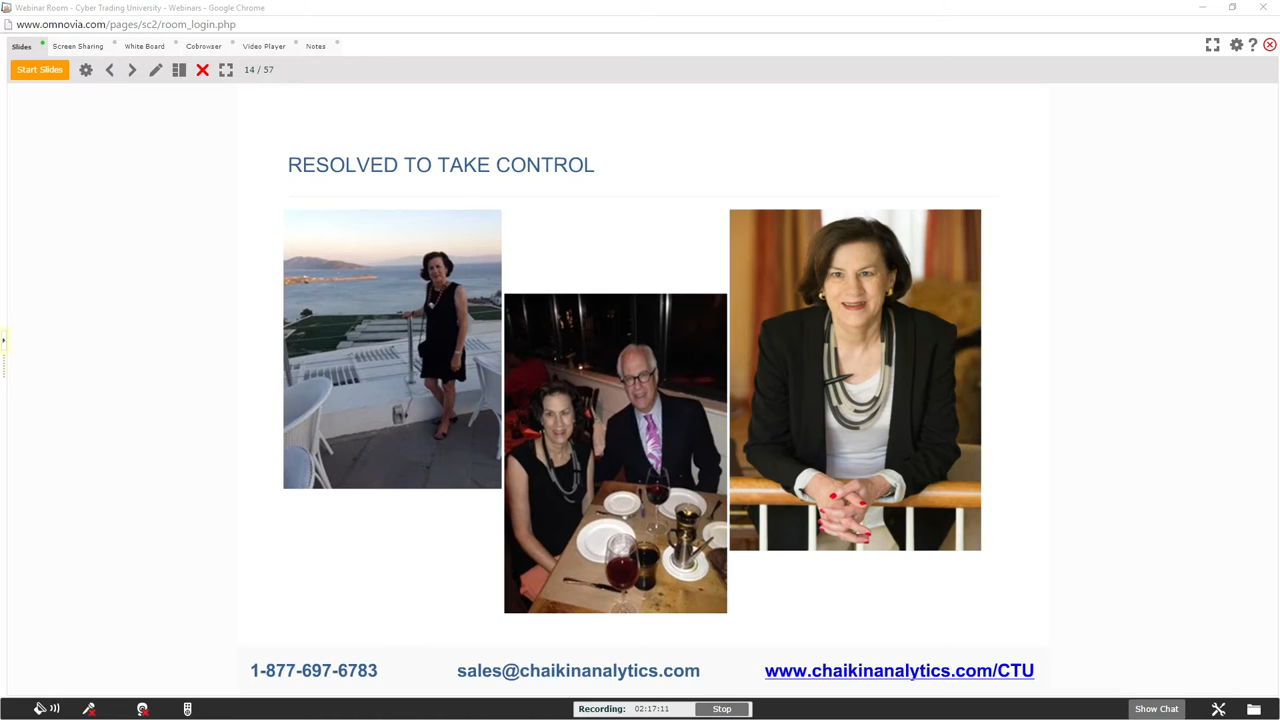 Webinar Room - Cyber Trading University - Webinars - Google Chrome
www.omnovia.com/pages/sc2/room_login.php
Slides Screen Sharing White Board Cobrowser Video Player Notes
Start Slides 14 / 57
RESOLVED TO TAKE CONTROL
1-877-697-6783 sales@chaikinanalytics.com www.chaikinanalytics.com/CTU
Recording: 02:17:11 Stop Show Chat